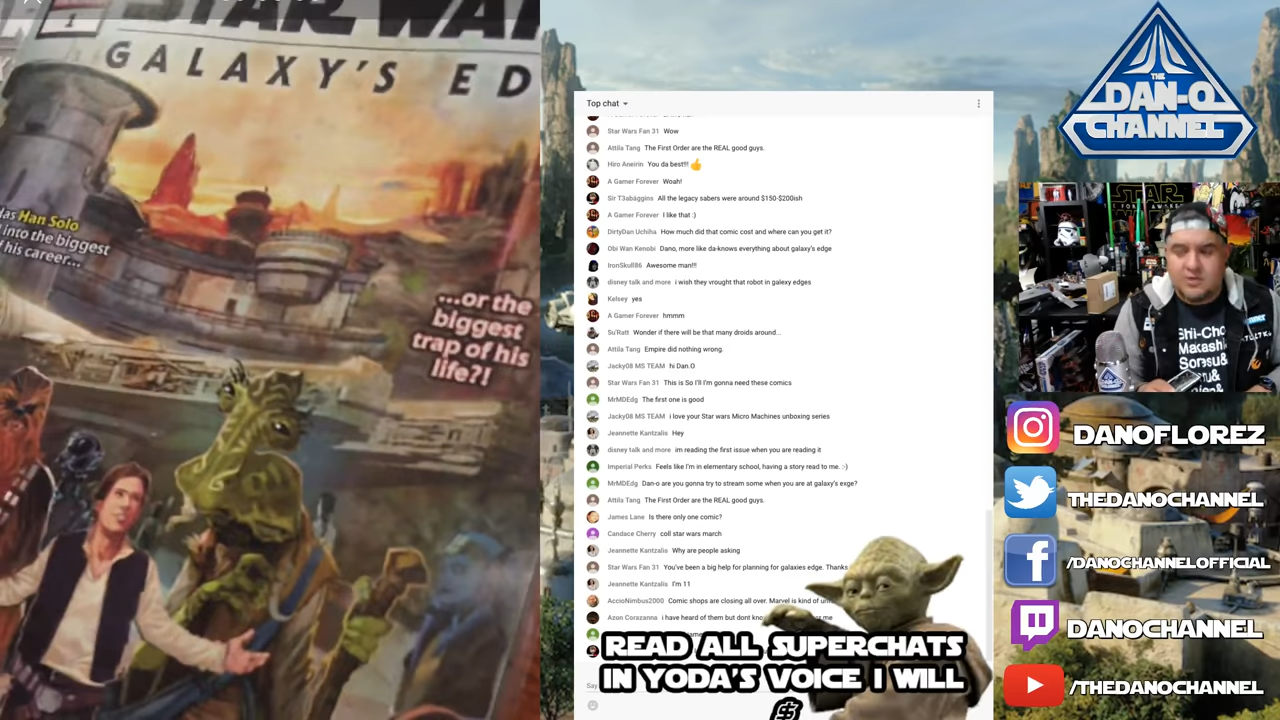 STAR WAR
1
GALAXY'S ED
Has Han Solo
into the biggest
his career...
...or the
biggest
trap of his
life?!
Top chat
Star Wars Fan 31 Wow
Attila Tang The First Order are the REAL good guys.
Hiro Aneirin You da best!!! 👍
A Gamer Forever Woah!
Sir T3abaggins All the legacy sabers were around $150-$200ish
A Gamer Forever I like that :)
DirtyDan Uchiha How much did that comic cost and where can you get it?
Obi Wan Kenobi Dano, more like da-knows everything about galaxy's edge
IronSkull86 Awesome man!!!
disney talk and more i wish they vrought that robot in galexy edges
Kelsey yes
A Gamer Forever hmmm
Su'Ratt Wonder if there will be that many droids around...
Attila Tang Empire did nothing wrong.
Jacky08 MS TEAM hi Dan.O
Star Wars Fan 31 This is So I'll I'm gonna need these comics
MrMDEdg The first one is good
Jacky08 MS TEAM i love your Star wars Micro Machines unboxing series
Jeannette Kantzalis Hey
disney talk and more im reading the first issue when you are reading it
Imperial Perks Feels like I'm in elementary school, having a story read to me. :-)
MrMDEdg Dan-o are you gonna try to stream some when you are at galaxy's exge?
Attila Tang The First Order are the REAL good guys.
James Lane Is there only one comic?
Candace Cherry coll star wars march
Jeannette Kantzalis Why are people asking
Star Wars Fan 31 You've been a big help for planning for galaxies edge. Thanks
Jeannette Kantzalis I'm 11
AccioNimbus2000 Comic shops are closing all over. Marvel is kind of
Azon Corazanna i have heard of them but dont me
READ ALL SUPERCHATS
IN YODA'S VOICE I WILL
Say
$
THE
DAN-O
CHANNEL
STAR
WARS
Shi-Cho
Makashi
Soresu&
DANOFLOREZ
THEDANOCHANNEL
/DANOCHANNELOFFICIAL
DANOCHANNEL
/THEDANOCHANNEL